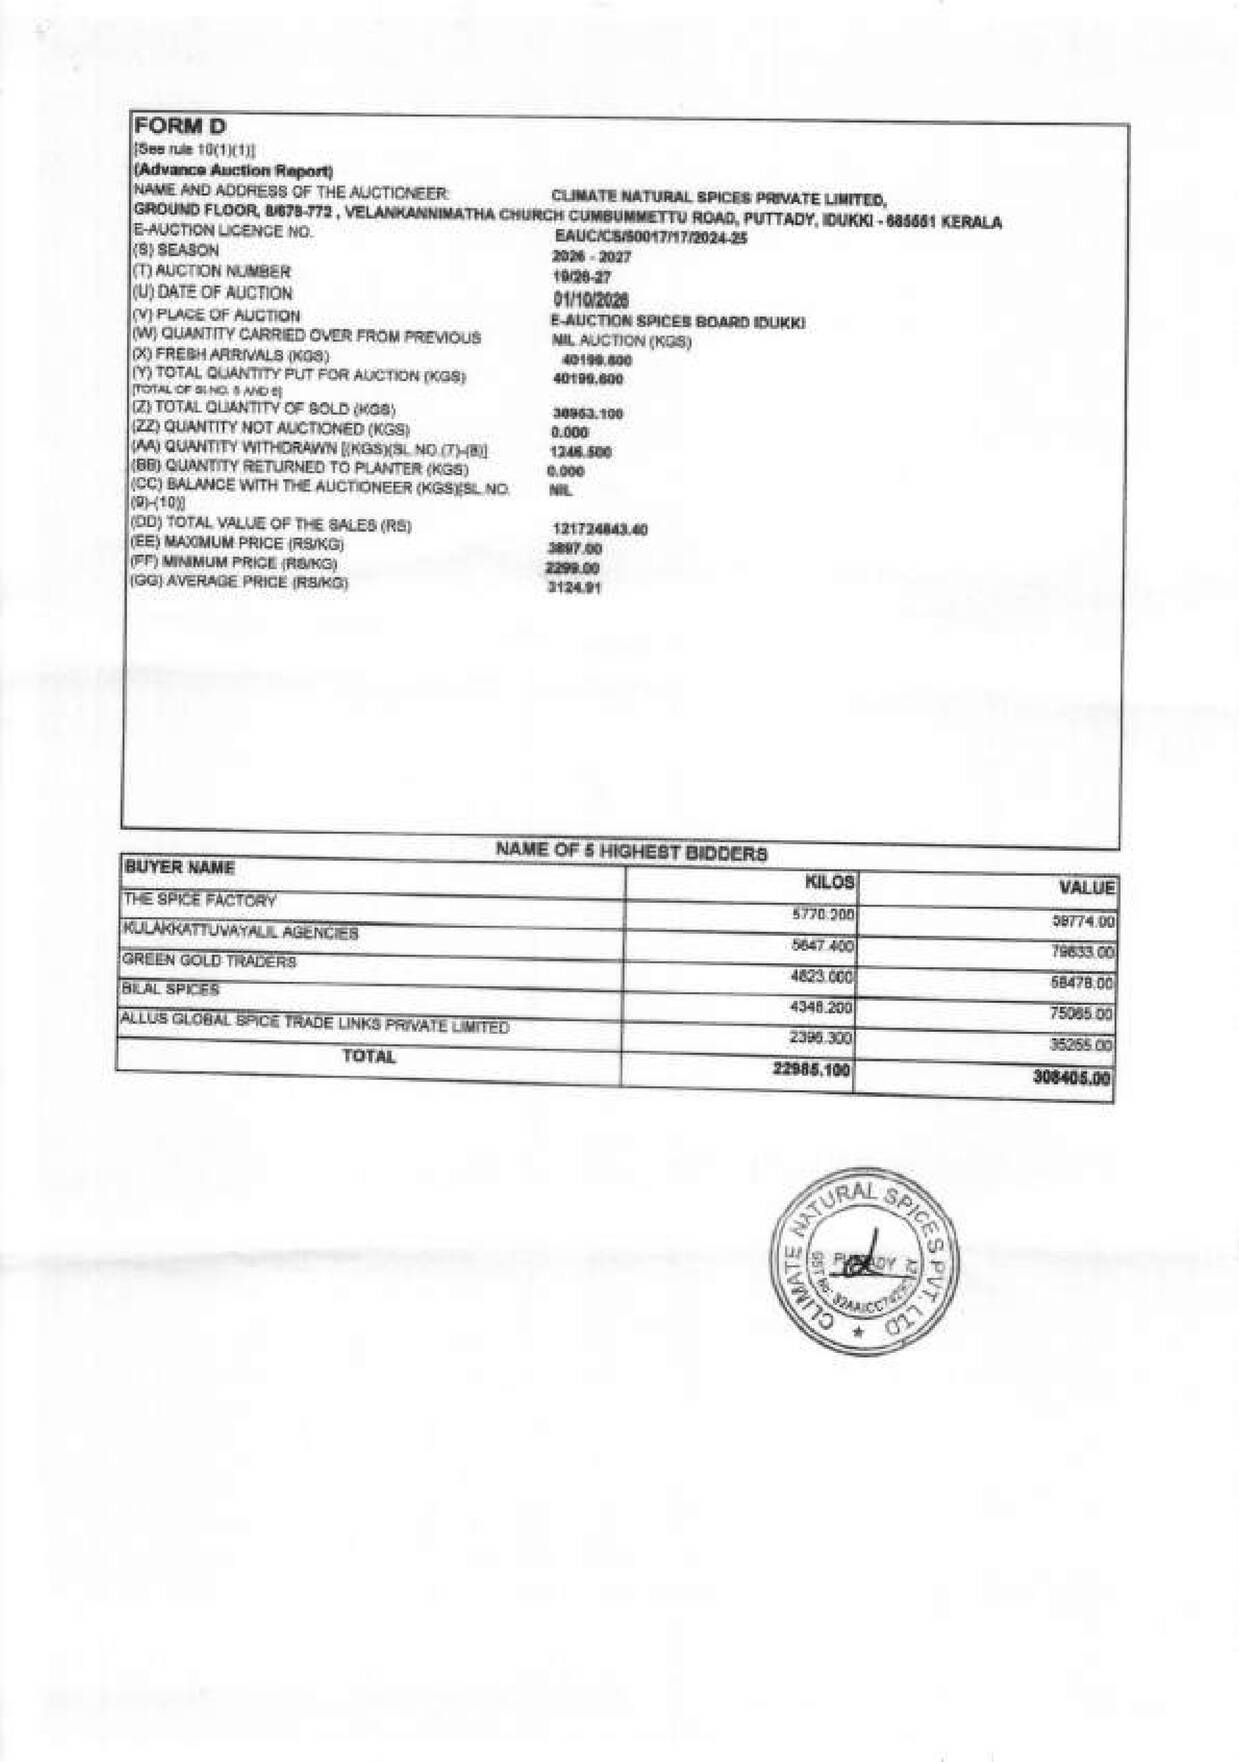 FORM D
[See rule 10(1)(1)]
(Advance Auction Report)
NAME AND ADDRESS OF THE AUCTIONEER: CLIMATE NATURAL SPICES PRIVATE LIMITED,
GROUND FLOOR, 8/678-772 , VELANKANNIMATHA CHURCH CUMBUMMETTU ROAD, PUTTADY, IDUKKI - 685551 KERALA
E-AUCTION LICENCE NO. EAUC/CS/50017/17/2024-25
(S) SEASON 2026 - 2027
(T) AUCTION NUMBER 19/26-27
(U) DATE OF AUCTION 01/10/2026
(V) PLACE OF AUCTION E-AUCTION SPICES BOARD IDUKKI
(W) QUANTITY CARRIED OVER FROM PREVIOUS NIL AUCTION (KGS)
(X) FRESH ARRIVALS (KGS) 40199.600
(Y) TOTAL QUANTITY PUT FOR AUCTION (KGS) 40199.600
[TOTAL OF SI.NO. 5 AND 6]
(Z) TOTAL QUANTITY OF SOLD (KGS) 38953.100
(ZZ) QUANTITY NOT AUCTIONED (KGS) 0.000
(AA) QUANTITY WITHDRAWN [(KGS)(SL.NO.(7)-(8)] 1246.500
(BB) QUANTITY RETURNED TO PLANTER (KGS) 0.000
(CC) BALANCE WITH THE AUCTIONEER (KGS)[SL.NO. NIL
(9)-(10)]
(DD) TOTAL VALUE OF THE SALES (RS) 121724843.40
(EE) MAXIMUM PRICE (RS/KG) 3897.00
(FF) MINIMUM PRICE (RS/KG) 2299.00
(GG) AVERAGE PRICE (RS/KG) 3124.91
NAME OF 5 HIGHEST BIDDERS
BUYER NAME KILOS VALUE
THE SPICE FACTORY 5770.200 59774.00
KULAKKATTUVAYALIL AGENCIES 5647.400 79833.00
GREEN GOLD TRADERS 4823.000 58478.00
BILAL SPICES 4348.200 75065.00
ALLUS GLOBAL SPICE TRADE LINKS PRIVATE LIMITED 2396.300 35255.00
TOTAL 22985.100 308405.00
CLIMATE NATURAL SPICES PVT. LTD
PUTTADY
GST No: